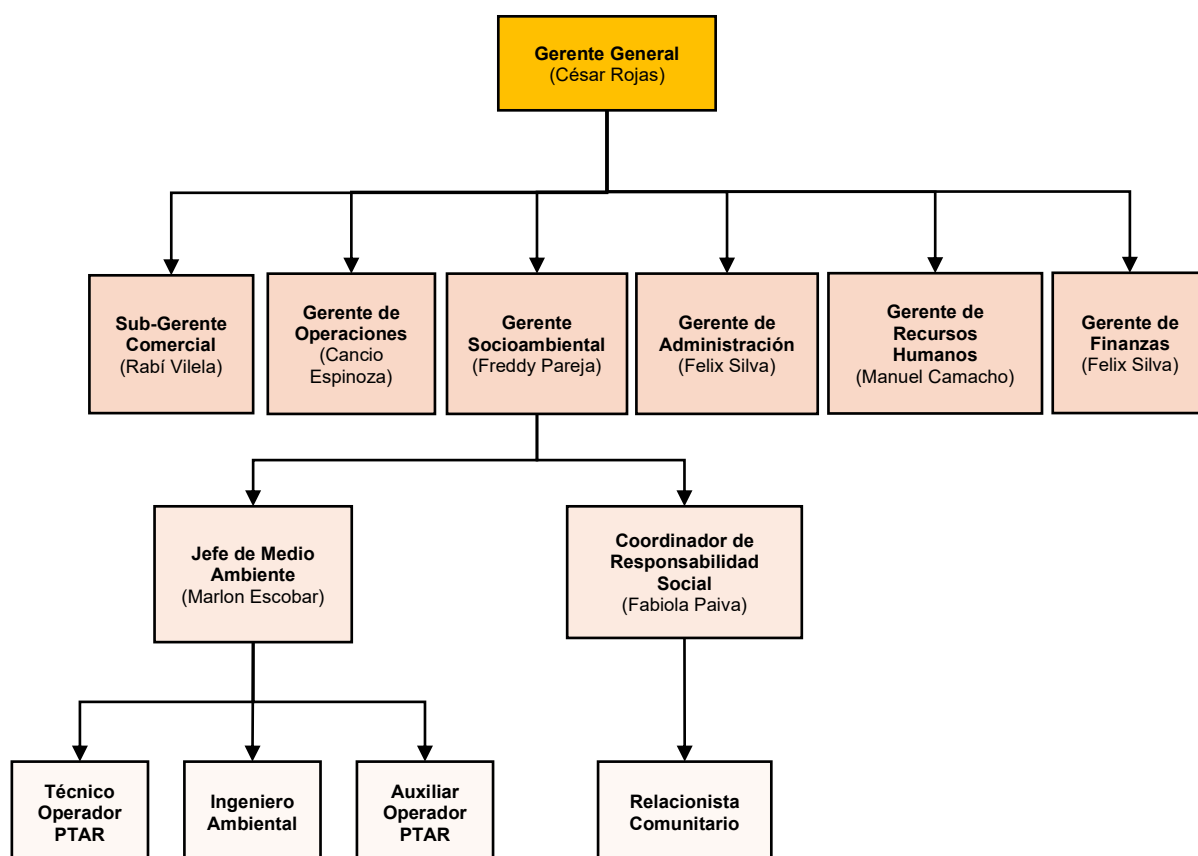 Gerente General
(César Rojas)
Sub-Gerente
Comercial
(Rabí Vilela)
Gerente de
Operaciones
(Cancio
Espinoza)
Gerente
Socioambiental
(Freddy Pareja)
Gerente de
Administración
(Felix Silva)
Gerente de
Recursos
Humanos
(Manuel Camacho)
Gerente de
Finanzas
(Felix Silva)
Jefe de Medio
Ambiente
(Marlon Escobar)
Coordinador de
Responsabilidad
Social
(Fabiola Paiva)
Técnico
Operador
PTAR
Ingeniero
Ambiental
Auxiliar
Operador
PTAR
Relacionista
Comunitario